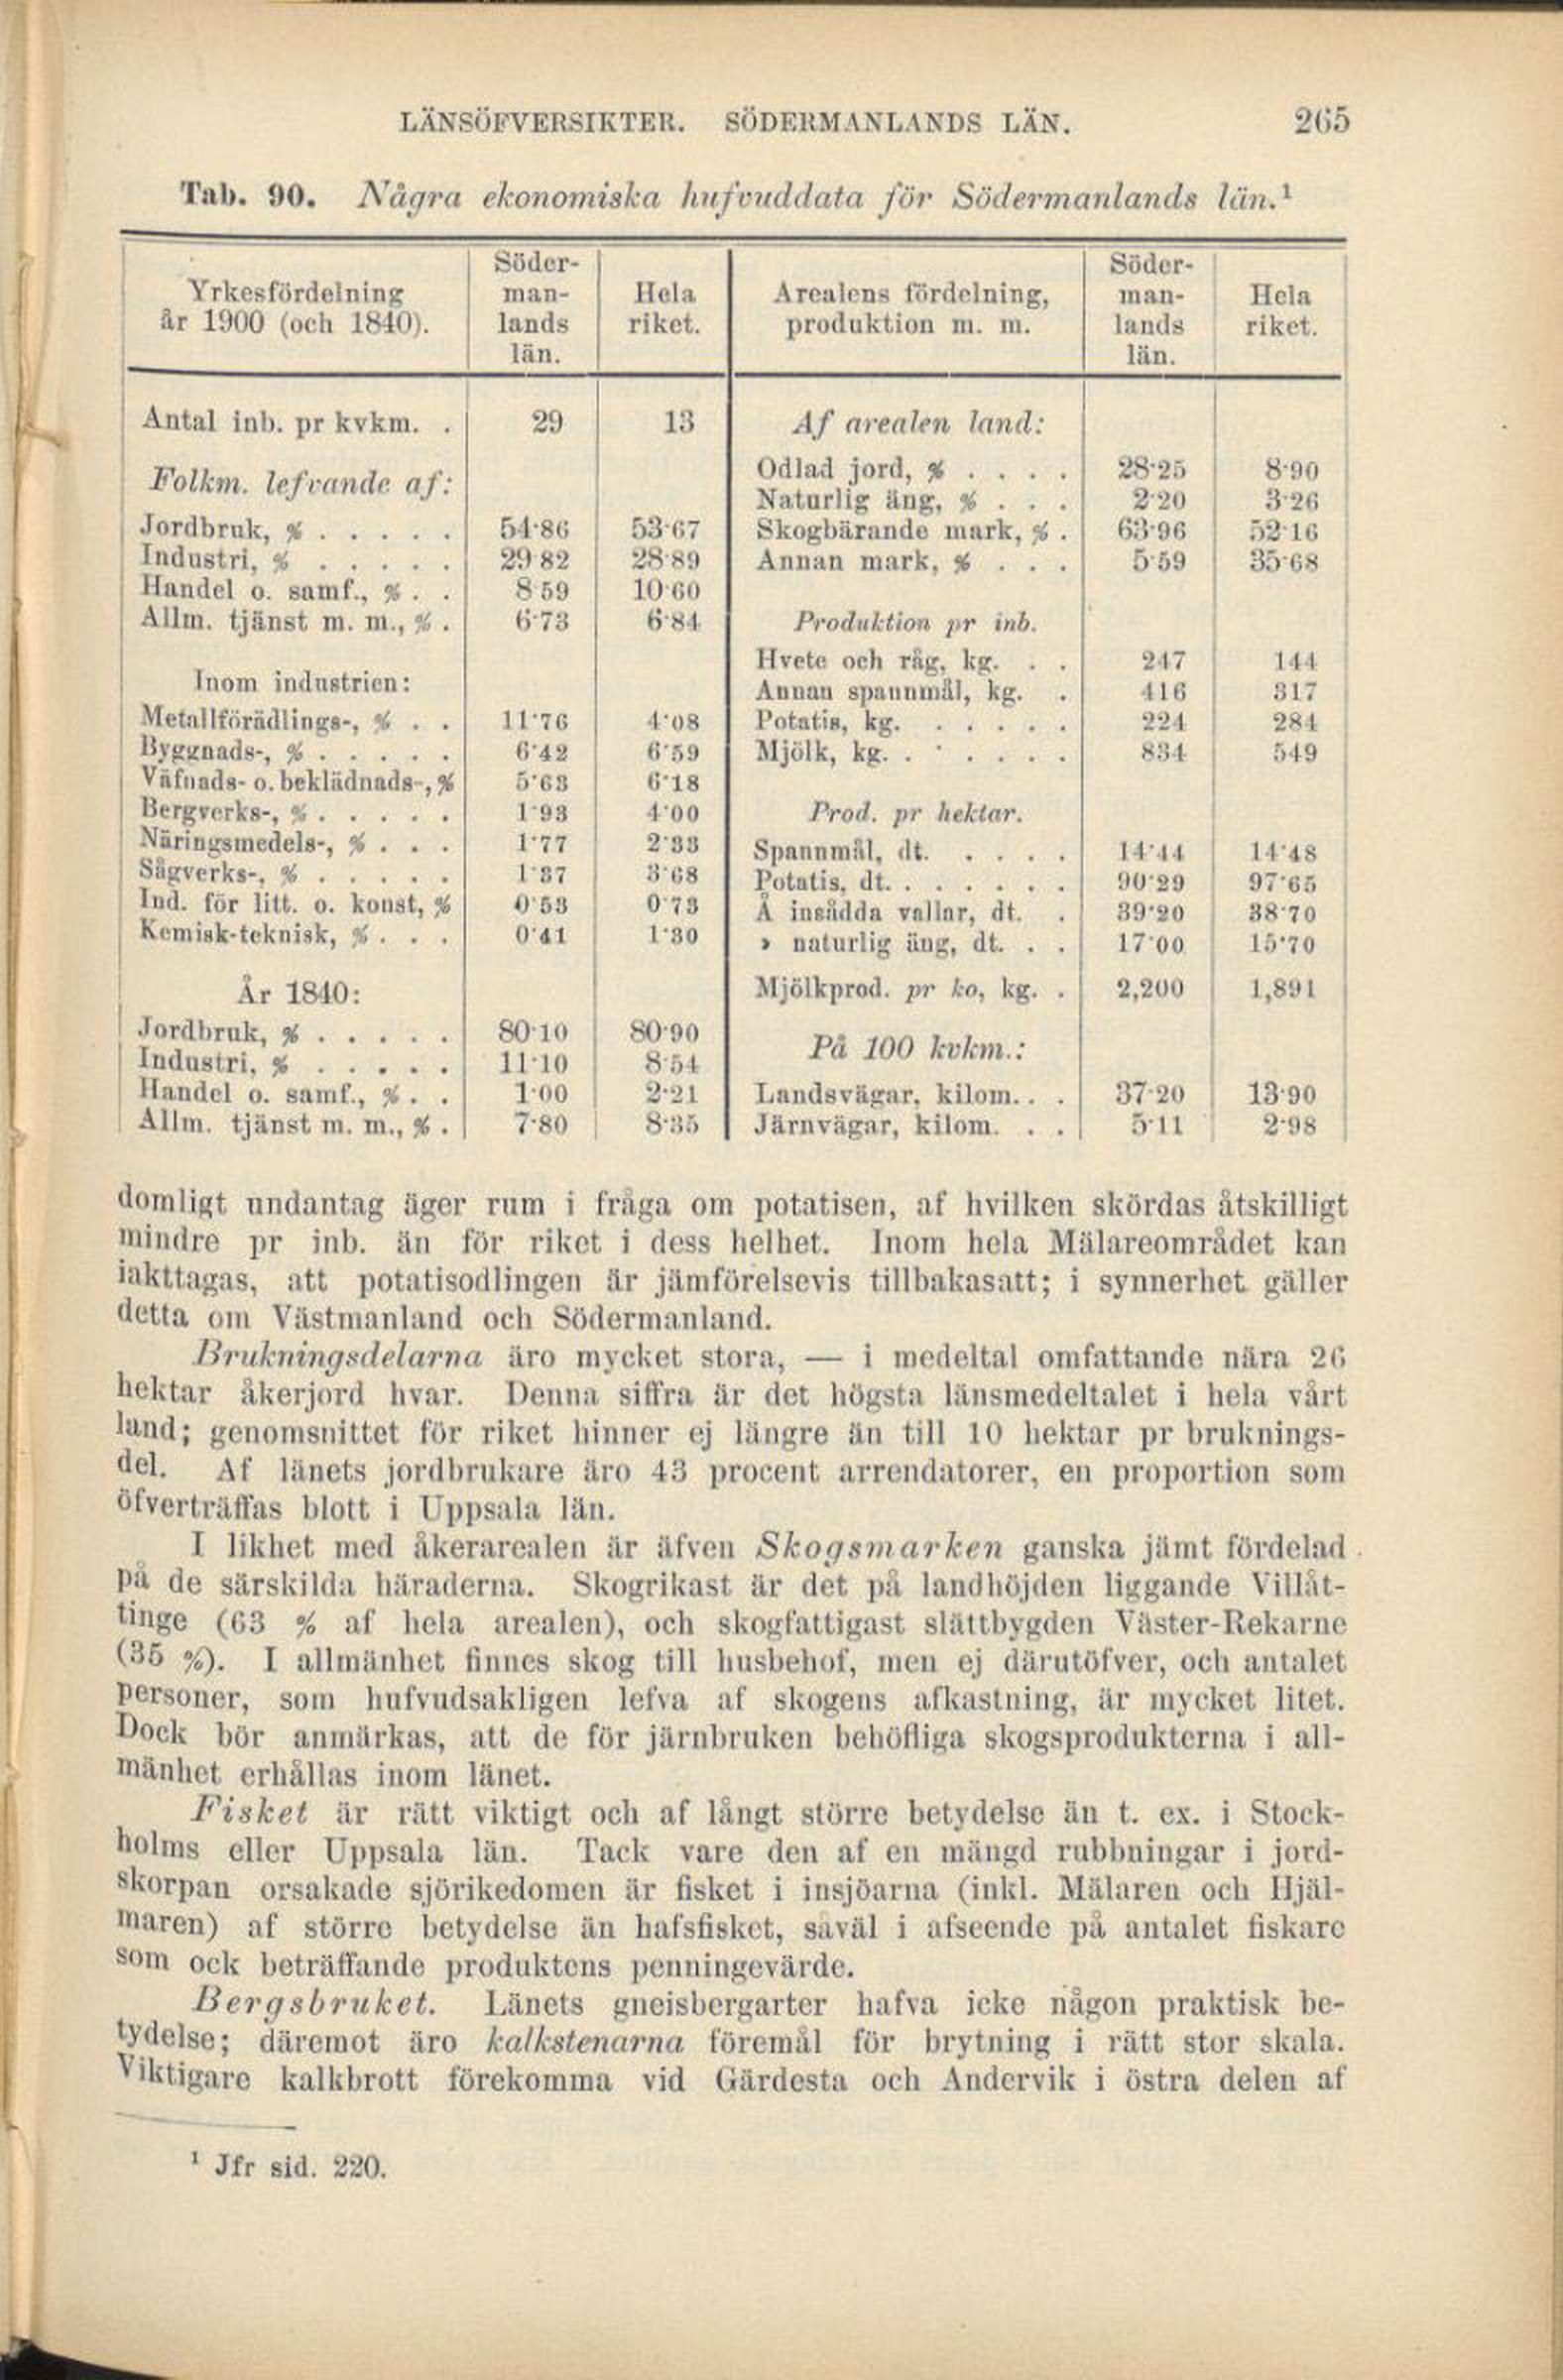 LÄNSÖFVERSIKTER. SÖDERMANLANDS LÄN. 265
Tab. 90. Några ekonomiska hufvuddata för Södermanlands län.¹
Yrkesfördelning år 1900 (och 1840). Södermanlands län. Hela riket. Arealens fördelning, produktion m. m. Söder-manlands län. Hela riket.
Antal inb. pr kvkm. . 29 13 Af arealen land:
Odlad jord, % . . . . 28·25 8·90
Folkm. lefvande af: Naturlig äng, % . . . 2·20 3·26
Jordbruk, % . . . . . 54·86 53·67 Skogbärande mark, % . 63·96 52·16
Industri, % . . . . . 29·82 28·89 Annan mark, % . . . 5·59 35·68
Handel o. samf., % . . 8·59 10·60
Allm. tjänst m. m., % . 6·73 6·84 Produktion pr inb.
Hvete och råg, kg. . . 247 144
Inom industrien: Annan spannmål, kg. . 416 317
Metallförädlings-, % . . 11·76 4·08 Potatis, kg. . . . . . 224 284
Byggnads-, % . . . . . 6·42 6·59 Mjölk, kg. . . . . . . 834 549
Väfnads- o. beklädnads-, % 5·63 6·18
Bergverks-, % . . . . . 1·93 4·00 Prod. pr hektar.
Näringsmedels-, % . . . 1·77 2·33 Spannmål, dt. . . . . 14·44 14·48
Sågverks-, % . . . . . 1·37 3·68 Potatis, dt. . . . . . . 90·29 97·65
Ind. för litt. o. konst, % 0·53 0·73 Å insådda vallar, dt. . 39·20 38·70
Kemisk-teknisk, % . . . 0·41 1·30 » naturlig äng, dt. . . 17·00 15·70
År 1840: Mjölkprod. pr ko, kg. . 2,200 1,891
Jordbruk, % . . . . . 80·10 80·90 På 100 kvkm.:
Industri, % . . . . . 11·10 8·54
Handel o. samf., % . . 1·00 2·21 Landsvägar, kilom. . . 37·20 13·90
Allm. tjänst m. m., % . 7·80 8·35 Järnvägar, kilom. . . 5·11 2·98
domligt undantag äger rum i fråga om potatisen, af hvilken skördas åtskilligt
mindre pr inb. än för riket i dess helhet. Inom hela Mälareområdet kan
iakttagas, att potatisodlingen är jämförelsevis tillbakasatt; i synnerhet gäller
detta om Västmanland och Södermanland.
Brukningsdelarna äro mycket stora, — i medeltal omfattande nära 26
hektar åkerjord hvar. Denna siffra är det högsta länsmedeltalet i hela vårt
land; genomsnittet för riket hinner ej längre än till 10 hektar pr bruknings-
del. Af länets jordbrukare äro 43 procent arrendatorer, en proportion som
öfverträffas blott i Uppsala län.
I likhet med åkerarealen är äfven Skogsmarken ganska jämt fördelad
på de särskilda häraderna. Skogrikast är det på landhöjden liggande Villåt-
tinge (63 % af hela arealen), och skogfattigast slättbygden Väster-Rekarne
(35 %). I allmänhet finnes skog till husbehof, men ej därutöfver, och antalet
personer, som hufvudsakligen lefva af skogens afkastning, är mycket litet.
Dock bör anmärkas, att de för järnbruken behöfliga skogsprodukterna i all-
mänhet erhållas inom länet.
Fisket är rätt viktigt och af långt större betydelse än t. ex. i Stock-
holms eller Uppsala län. Tack vare den af en mängd rubbningar i jord-
skorpan orsakade sjörikedomen är fisket i insjöarna (inkl. Mälaren och Hjäl-
maren) af större betydelse än hafsfisket, såväl i afseende på antalet fiskare
som ock beträffande produktens penningevärde.
Bergsbruket. Länets gneisbergarter hafva icke någon praktisk be-
tydelse; däremot äro kalkstenarna föremål för brytning i rätt stor skala.
Viktigare kalkbrott förekomma vid Gärdesta och Andervik i östra delen af
¹ Jfr sid. 220.